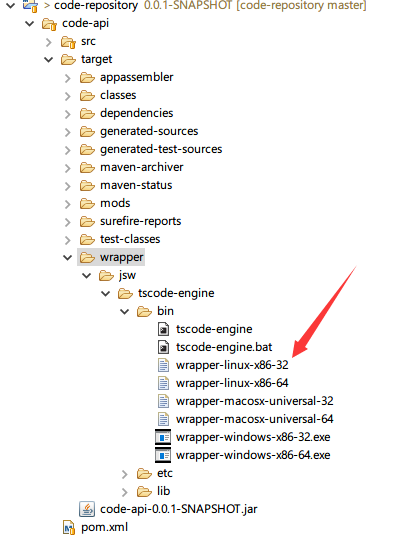 > code-repository 0.0.1-SNAPSHOT [code-repository master]
code-api
src
target
appassembler
classes
dependencies
generated-sources
generated-test-sources
maven-archiver
maven-status
mods
surefire-reports
test-classes
wrapper
jsw
tscode-engine
bin
tscode-engine
tscode-engine.bat
wrapper-linux-x86-32
wrapper-linux-x86-64
wrapper-macosx-universal-32
wrapper-macosx-universal-64
wrapper-windows-x86-32.exe
wrapper-windows-x86-64.exe
etc
lib
code-api-0.0.1-SNAPSHOT.jar
pom.xml